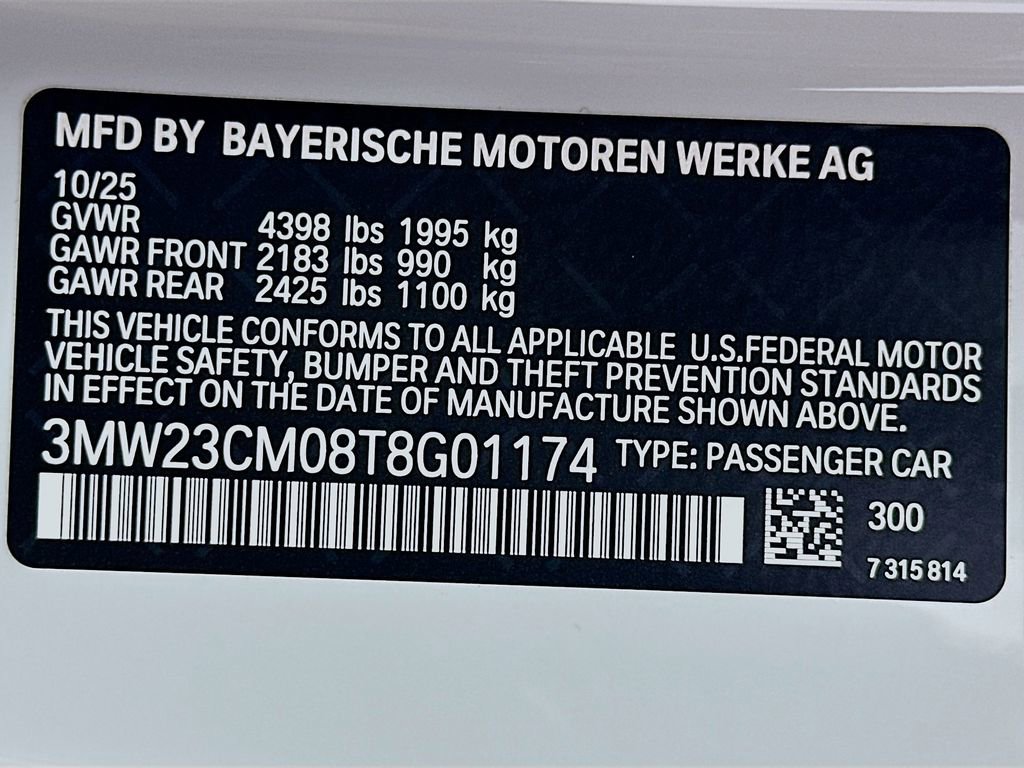 MFD BY BAYERISCHE MOTOREN WERKE AG
10/25
GVWR 4398 lbs 1995 kg
GAWR FRONT 2183 lbs 990 kg
GAWR REAR 2425 lbs 1100 kg
THIS VEHICLE CONFORMS TO ALL APPLICABLE U.S.FEDERAL MOTOR
VEHICLE SAFETY, BUMPER AND THEFT PREVENTION STANDARDS
IN EFFECT ON THE DATE OF MANUFACTURE SHOWN ABOVE.
3MW23CM08T8G01174 TYPE: PASSENGER CAR
300
7 315 814